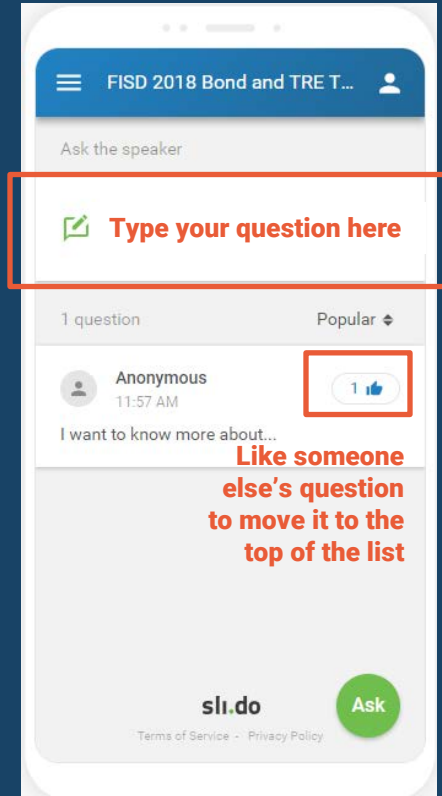 FISD 2018 Bond and TRE T...
Ask the speaker
Type your question here
1 question
Popular
Anonymous
1
11:57 AM
I want to know more about...
Like someone
else's question
to move it to the
top of the list
sli.do
Ask
Terms of Service - Privacy Policy